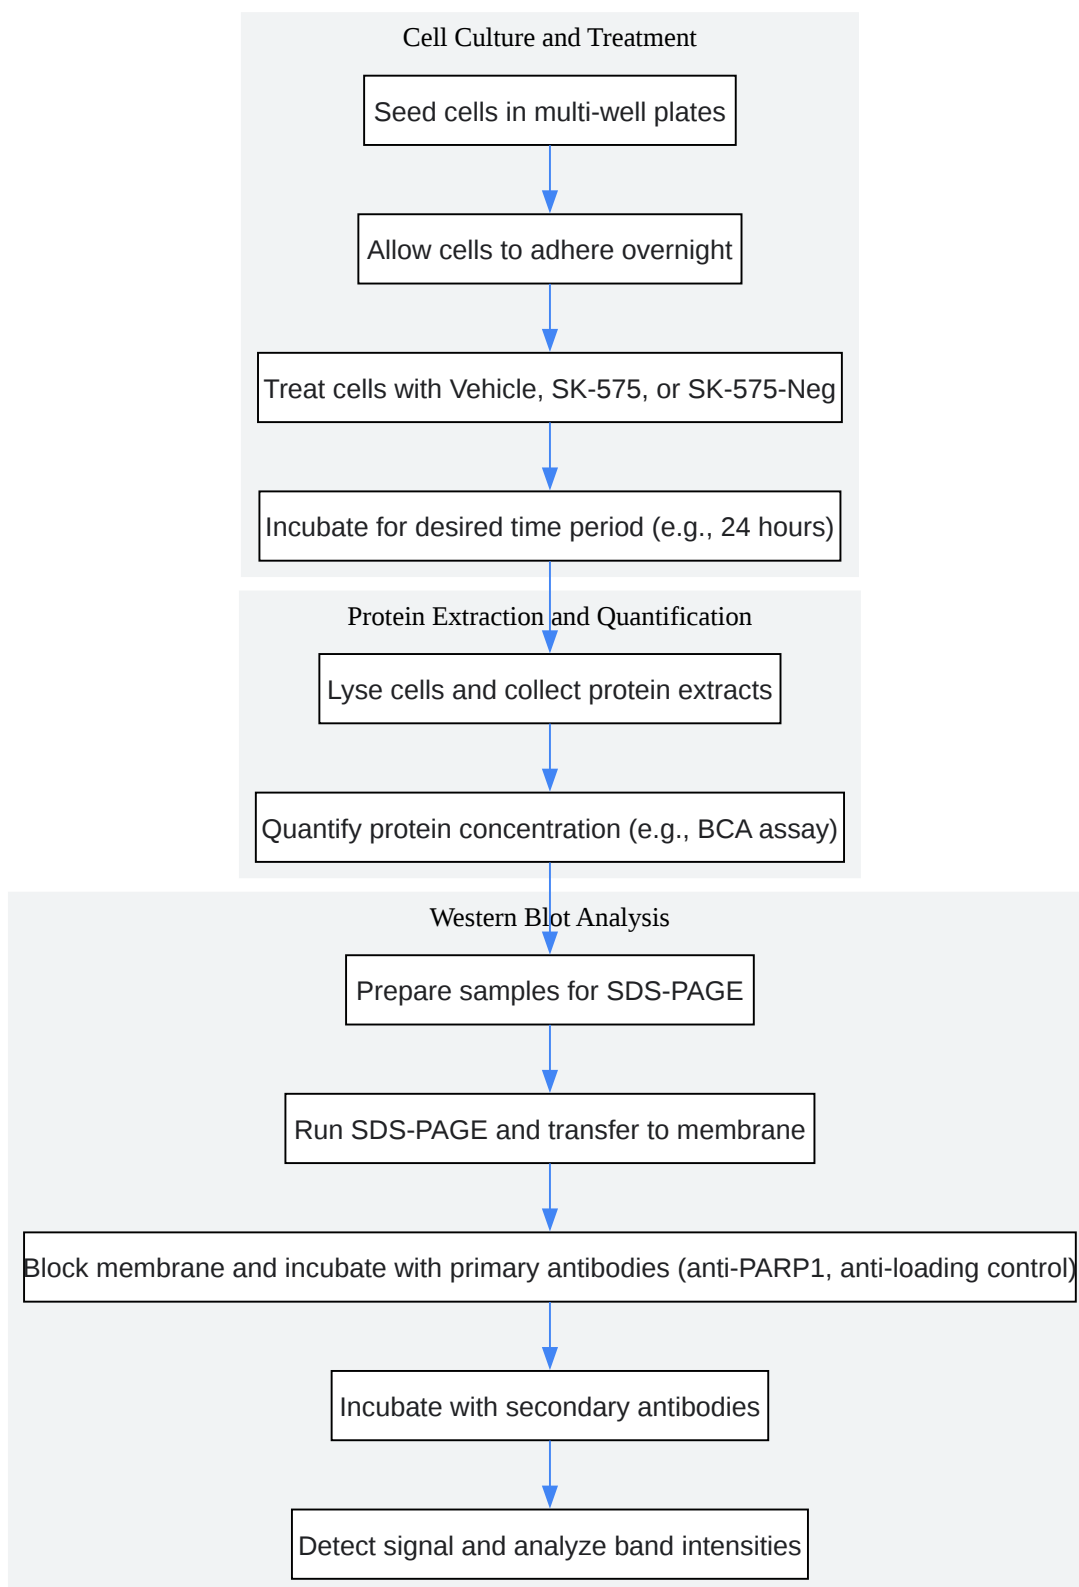 Cell Culture and Treatment
Seed cells in multi-well plates
Allow cells to adhere overnight
Treat cells with Vehicle, SK-575, or SK-575-Neg
Incubate for desired time period (e.g., 24 hours)
Protein Extraction and Quantification
Lyse cells and collect protein extracts
Quantify protein concentration (e.g., BCA assay)
Western Blot Analysis
Prepare samples for SDS-PAGE
Run SDS-PAGE and transfer to membrane
Block membrane and incubate with primary antibodies (anti-PARP1, anti-loading control)
Incubate with secondary antibodies
Detect signal and analyze band intensities